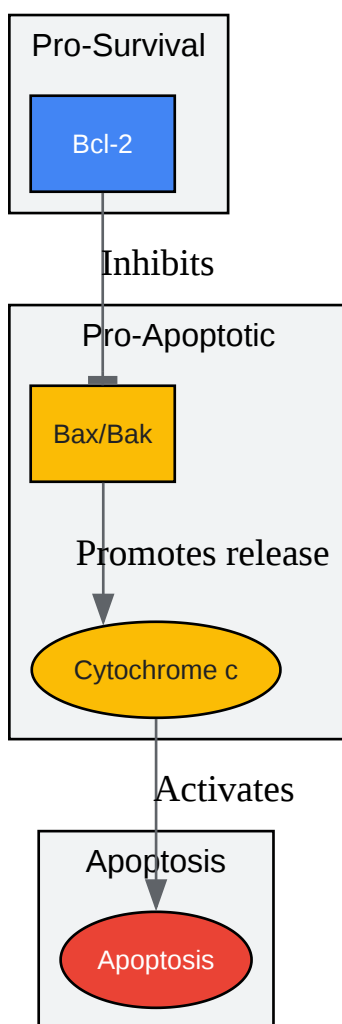 Pro-Survival
Bcl-2
Inhibits
Pro-Apoptotic
Bax/Bak
Promotes release
Cytochrome c
Activates
Apoptosis
Apoptosis